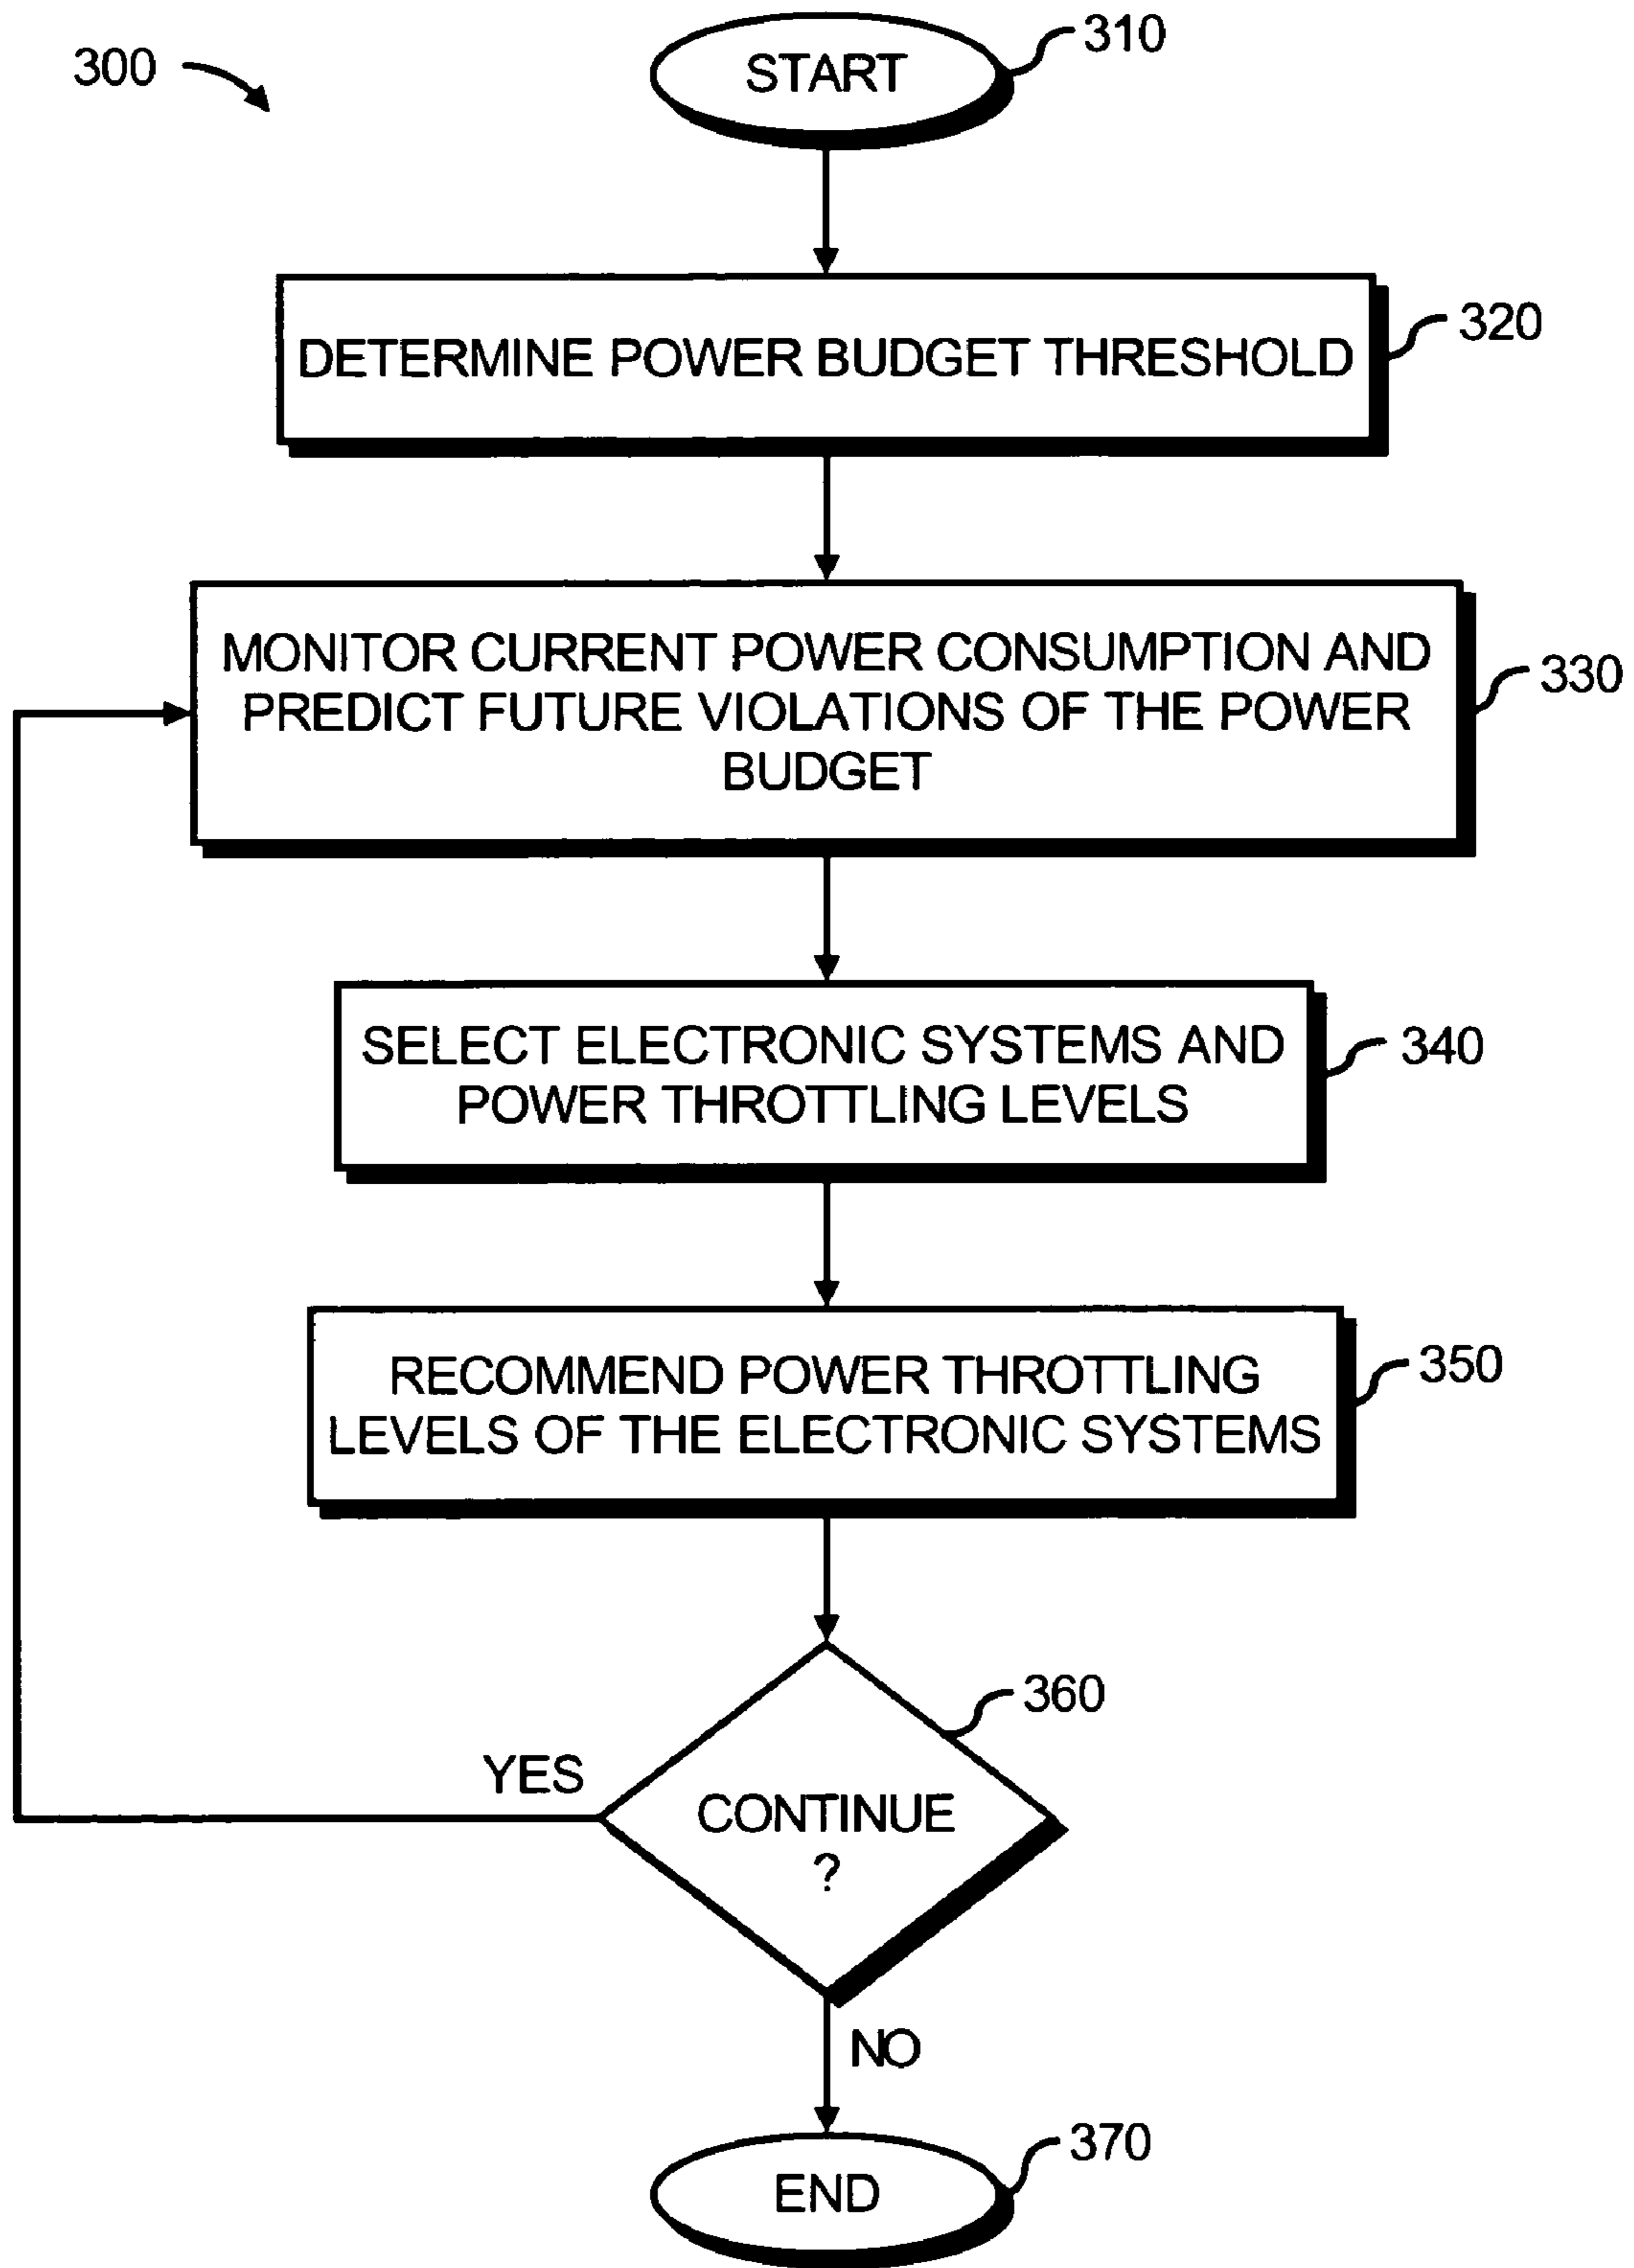 300
START
310
DETERMINE POWER BUDGET THRESHOLD
320
MONITOR CURRENT POWER CONSUMPTION AND
PREDICT FUTURE VIOLATIONS OF THE POWER
BUDGET
330
SELECT ELECTRONIC SYSTEMS AND
POWER THROTTLING LEVELS
340
RECOMMEND POWER THROTTLING
LEVELS OF THE ELECTRONIC SYSTEMS
350
360
YES
CONTINUE
?
NO
370
END